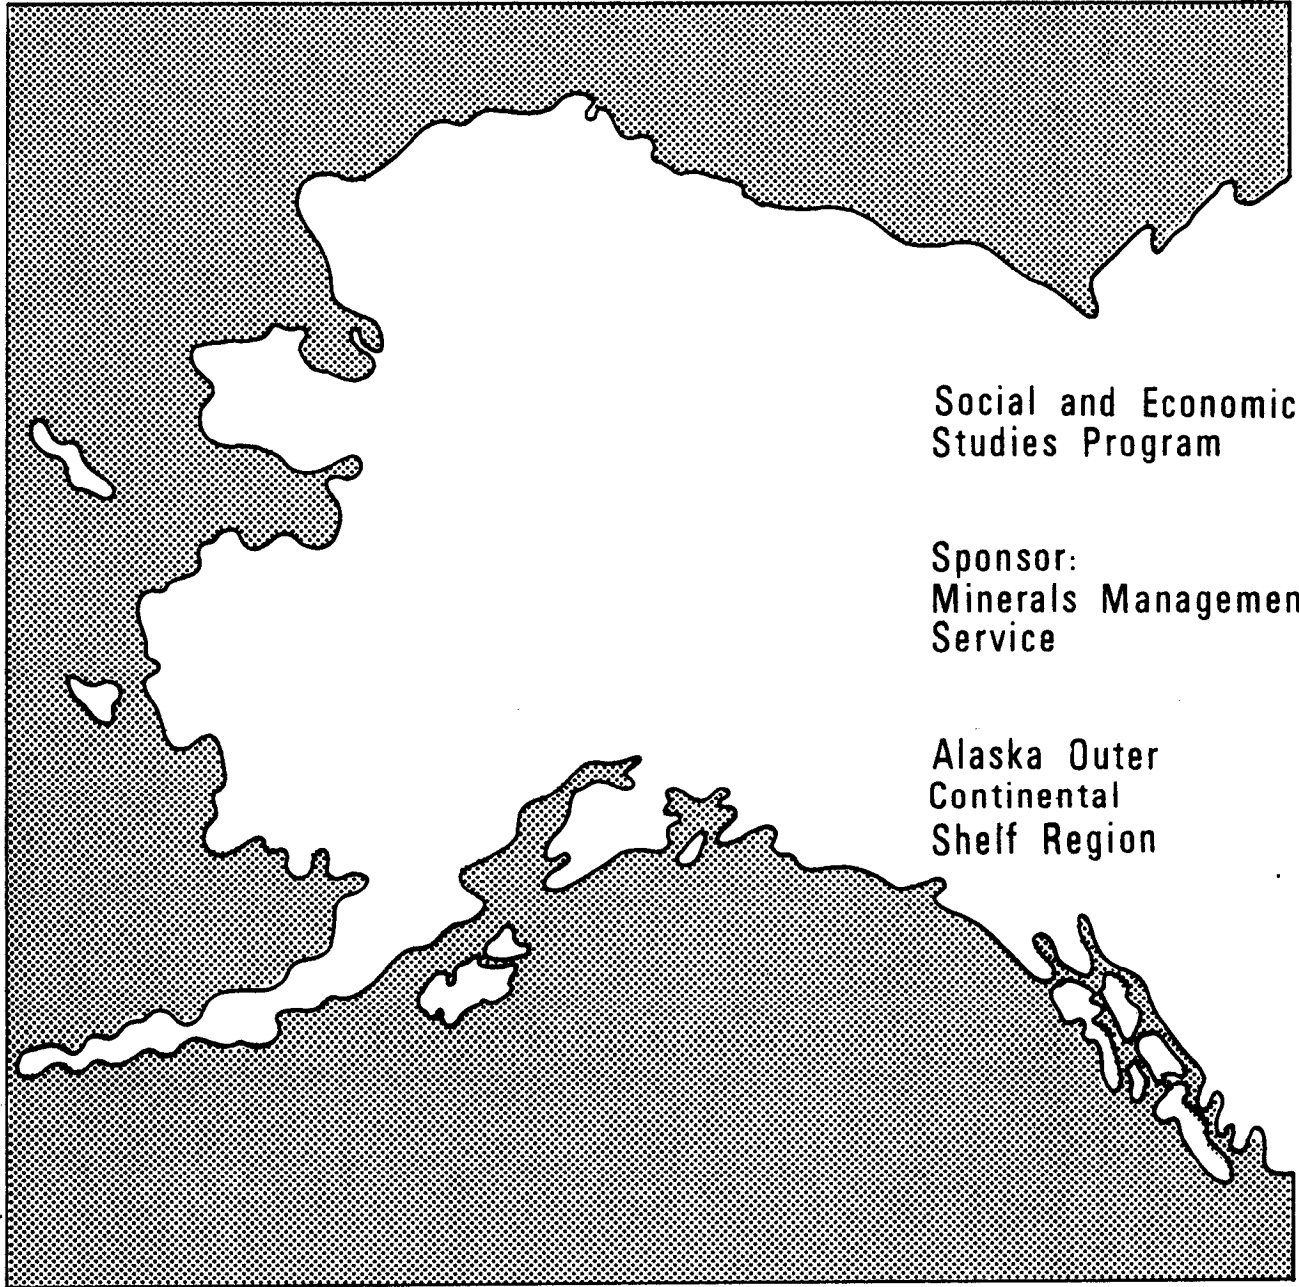 Social and Economic
Studies Program
Sponsor:
Minerals Managemen
Service
Alaska Outer
Continental
Shelf Region